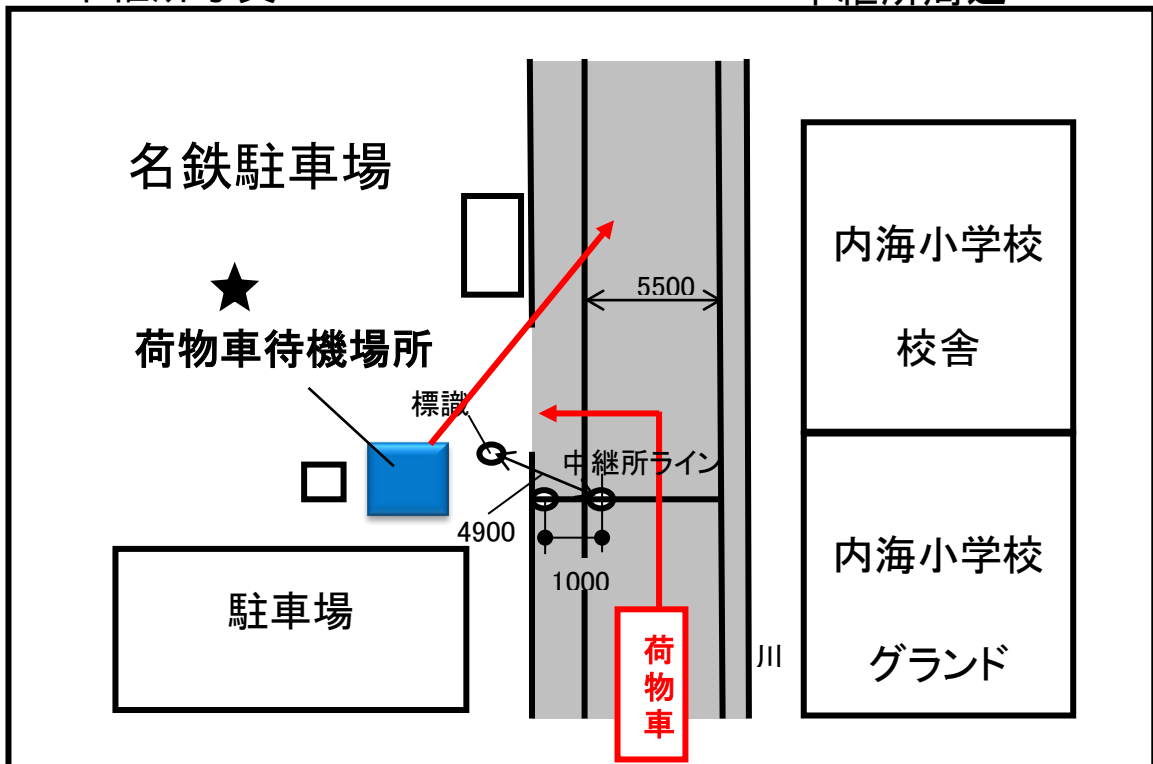 名鉄駐車場
荷物車待機場所
標識
5500
中継所ライン
4900
1000
駐車場
荷物車
川
内海小学校
校舎
内海小学校
グランド